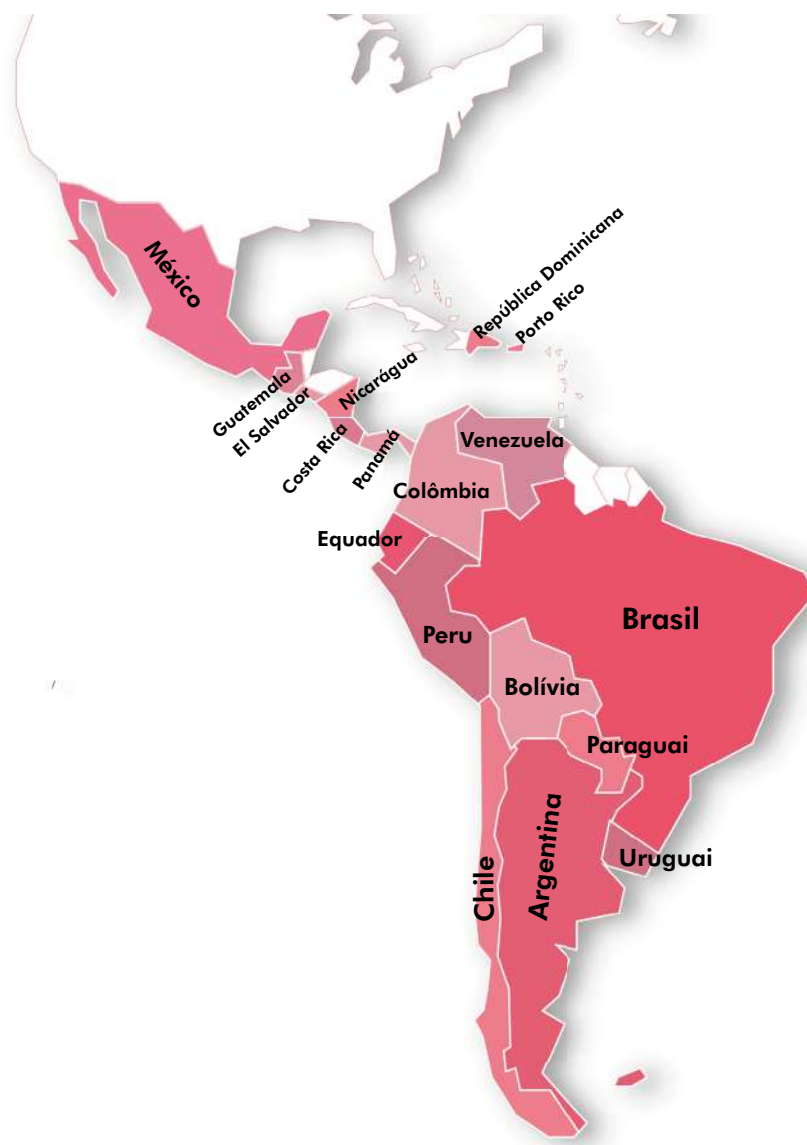 México
República Dominicana
Porto Rico
Guatemala
El Salvador
Nicarágua
Costa Rica
Panamá
Venezuela
Colômbia
Equador
Peru
Brasil
Bolívia
Paraguai
Argentina
Chile
Uruguai